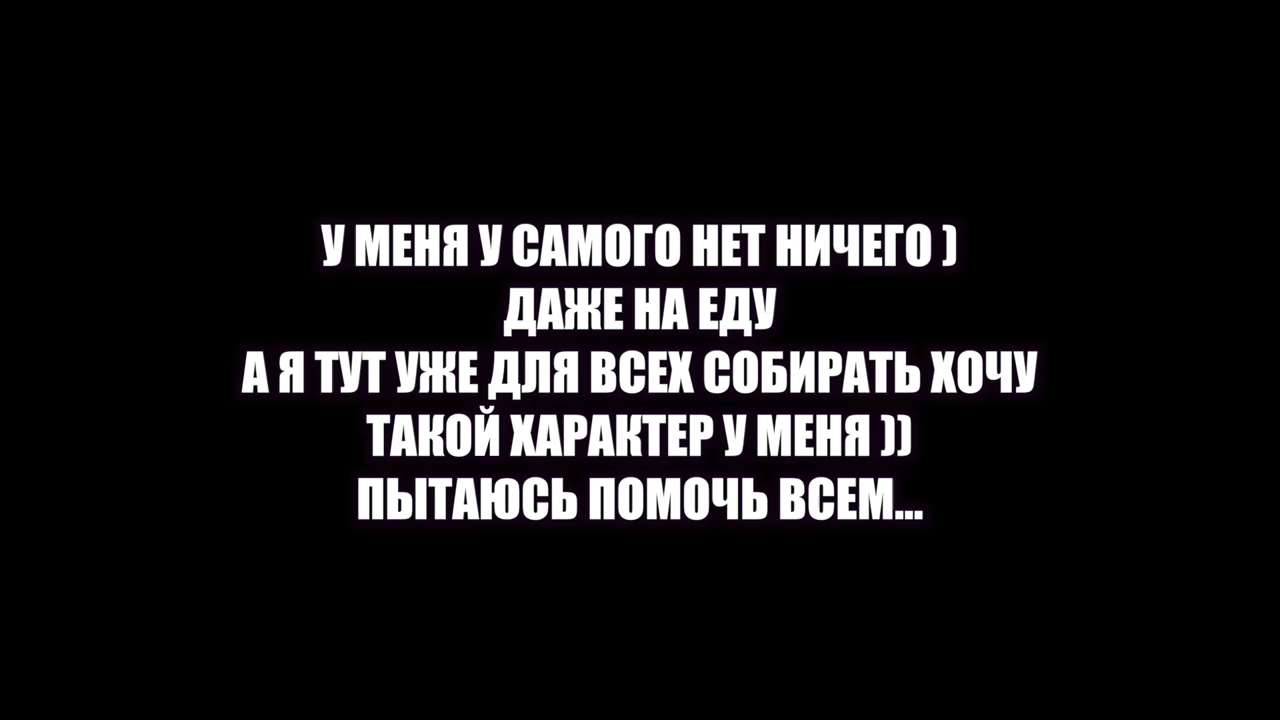 У МЕНЯ У САМОГО НЕТ НИЧЕГО )
ДАЖЕ НА ЕДУ
А Я ТУТ УЖЕ ДЛЯ ВСЕХ СОБИРАТЬ ХОЧУ
ТАКОЙ ХАРАКТЕР У МЕНЯ ))
ПЫТАЮСЬ ПОМОЧЬ ВСЕМ...